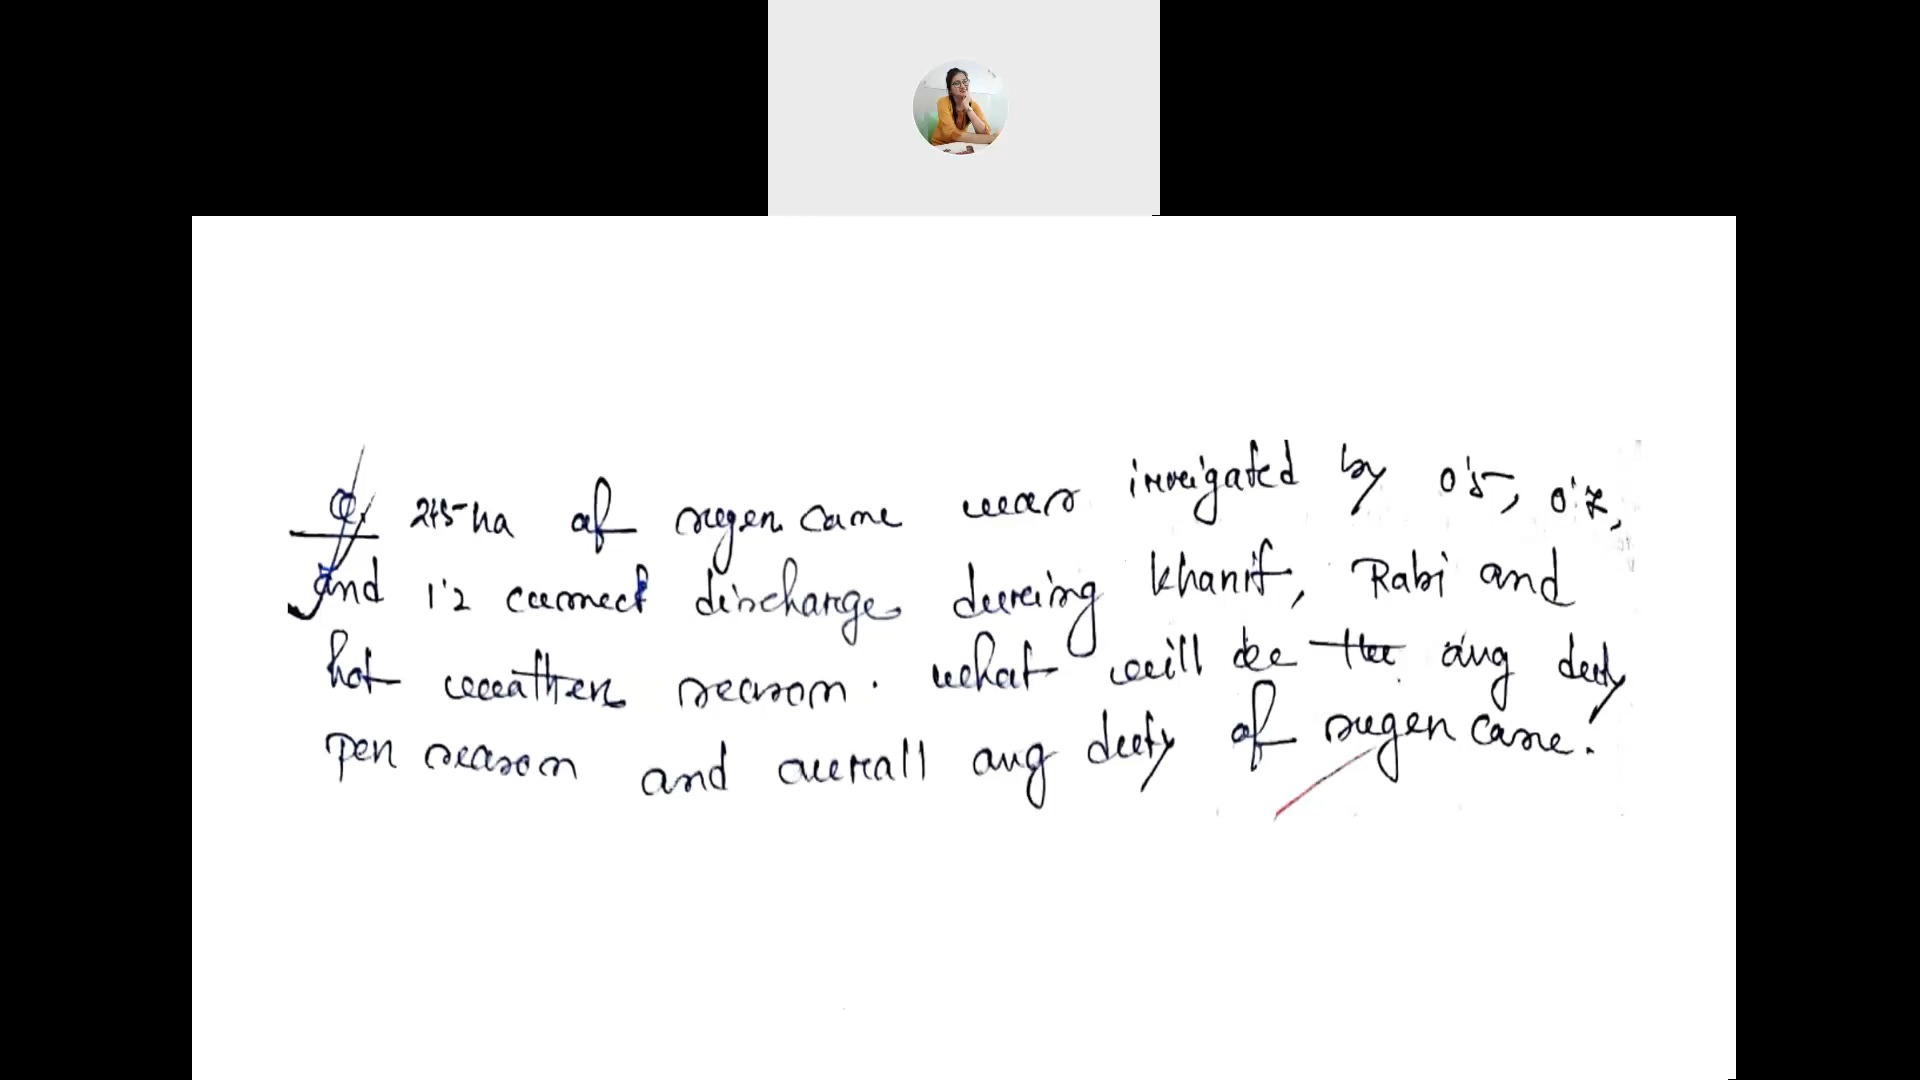 Q, 245-ha of sugar cane was irrigated by 0.5, 0.7,
and 1.2 cumec discharge during kharif, Rabi and
hot weather season. what will be the avg duty
per season and overall avg duty of sugar cane.